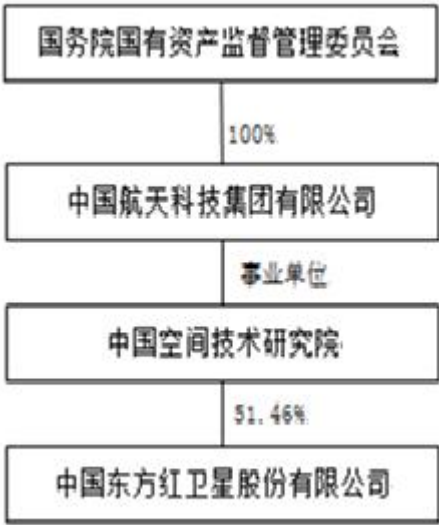 国务院国有资产监督管理委员会
100%
中国航天科技集团有限公司
事业单位
中国空间技术研究院
51.46%
中国东方红卫星股份有限公司